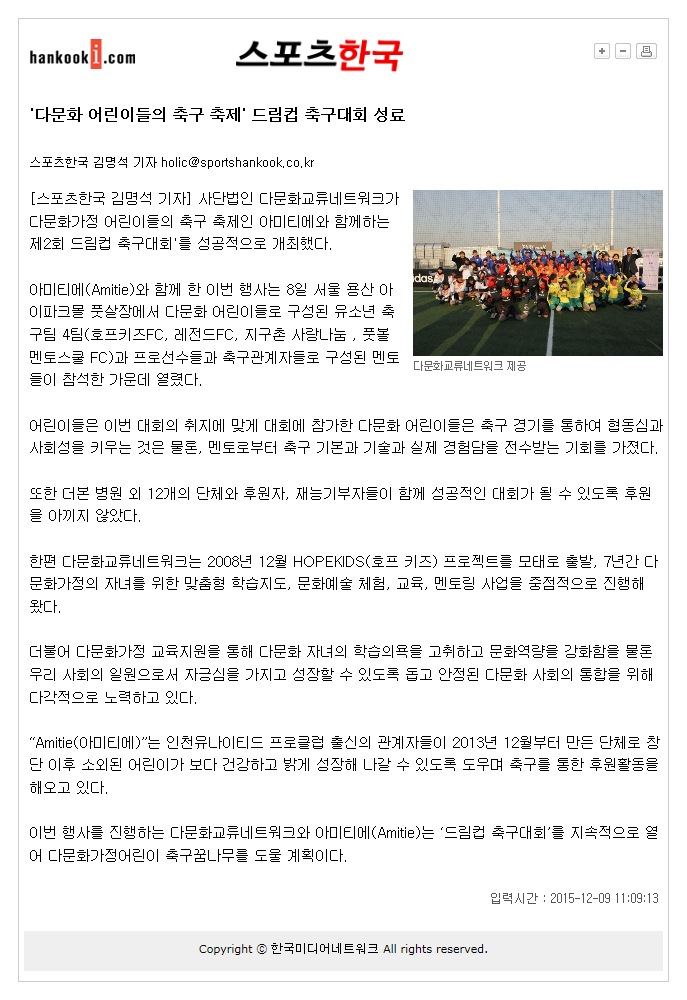 hankooki.com
스포츠한국
'다문화 어린이들의 축구 축제' 드림컵 축구대회 성료
스포츠한국 김명석 기자 holic@sportshankook.co.kr
[스포츠한국 김명석 기자] 사단법인 다문화교류네트워크가
다문화가정 어린이들의 축구 축제인 아미티에와 함께하는
제2회 드림컵 축구대회'를 성공적으로 개최했다.
아미티에(Amitie)와 함께 한 이번 행사는 8일 서울 용산 아
이파크몰 풋살장에서 다문화 어린이들로 구성된 유소년 축
구팀 4팀(호프키즈FC, 레전드FC, 지구촌 사랑나눔 , 풋볼
멘토스쿨 FC)과 프로선수들과 축구관계자들로 구성된 멘토
들이 참석한 가운데 열렸다.
adidas
다문화교류네트워크 제공
어린이들은 이번 대회의 취지에 맞게 대회에 참가한 다문화 어린이들은 축구 경기를 통하여 협동심과
사회성을 키우는 것은 물론, 멘토로부터 축구 기본과 기술과 실제 경험담을 전수받는 기회를 가졌다.
또한 더본 병원 외 12개의 단체와 후원자, 재능기부자들이 함께 성공적인 대회가 될 수 있도록 후원
을 아끼지 않았다.
한편 다문화교류네트워크는 2008년 12월 HOPEKIDS(호프 키즈) 프로젝트를 모태로 출발, 7년간 다
문화가정의 자녀를 위한 맞춤형 학습지도, 문화예술 체험, 교육, 멘토링 사업을 중점적으로 진행해
왔다.
더불어 다문화가정 교육지원을 통해 다문화 자녀의 학습의욕을 고취하고 문화역량을 강화함을 물론
우리 사회의 일원으로서 자긍심을 가지고 성장할 수 있도록 돕고 안정된 다문화 사회의 통합을 위해
다각적으로 노력하고 있다.
“Amitie(아미티에)”는 인천유나이티드 프로클럽 출신의 관계자들이 2013년 12월부터 만든 단체로 창
단 이후 소외된 어린이가 보다 건강하고 밝게 성장해 나갈 수 있도록 도우며 축구를 통한 후원활동을
해오고 있다.
이번 행사를 진행하는 다문화교류네트워크와 아미티에(Amitie)는 ‘드림컵 축구대회’를 지속적으로 열
어 다문화가정어린이 축구꿈나무를 도울 계획이다.
입력시간 : 2015-12-09 11:09:13
Copyright ⓒ 한국미디어네트워크 All rights reserved.